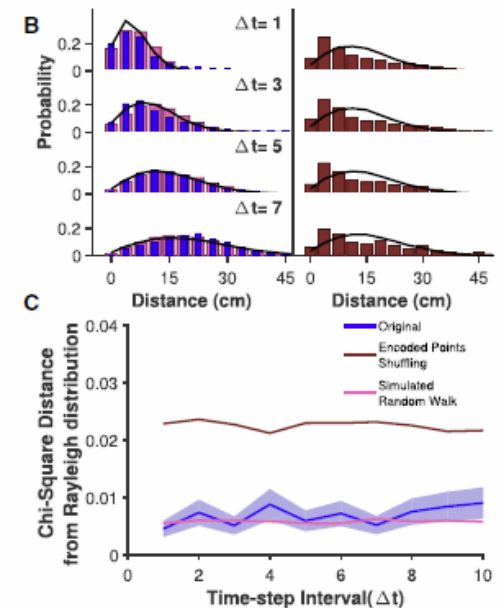 B
Δt= 1
0.2
0
Δt= 3
0.2
0
Δt= 5
0.2
0
Δt= 7
0.2
0
Probability
0 15 30 45 0 15 30 45
Distance (cm) Distance (cm)
C
0.04
0.03
0.02
0.01
0
Chi-Square Distance
from Rayleigh distribution
Original
Encoded Points
Shuffling
Simulated
Random Walk
0 2 4 6 8 10
Time-step Interval(Δt)